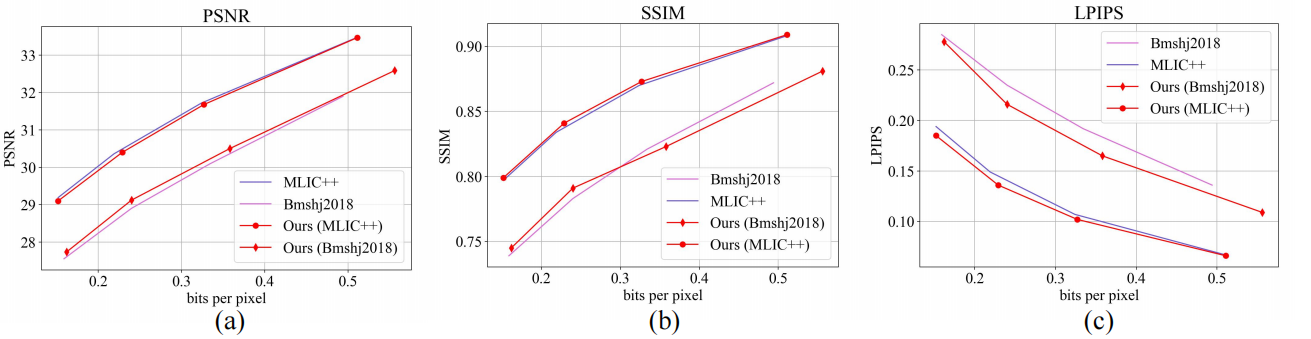 PSNR
PSNR
33
32
31
30
29
28
MLIC++
Bmshj2018
Ours (MLIC++)
Ours (Bmshj2018)
0.2 0.3 0.4 0.5
bits per pixel
(a)
SSIM
SSIM
0.90
0.85
0.80
0.75
Bmshj2018
MLIC++
Ours (Bmshj2018)
Ours (MLIC++)
0.2 0.3 0.4 0.5
bits per pixel
(b)
LPIPS
LPIPS
0.25
0.20
0.15
0.10
Bmshj2018
MLIC++
Ours (Bmshj2018)
Ours (MLIC++)
0.2 0.3 0.4 0.5
bits per pixel
(c)